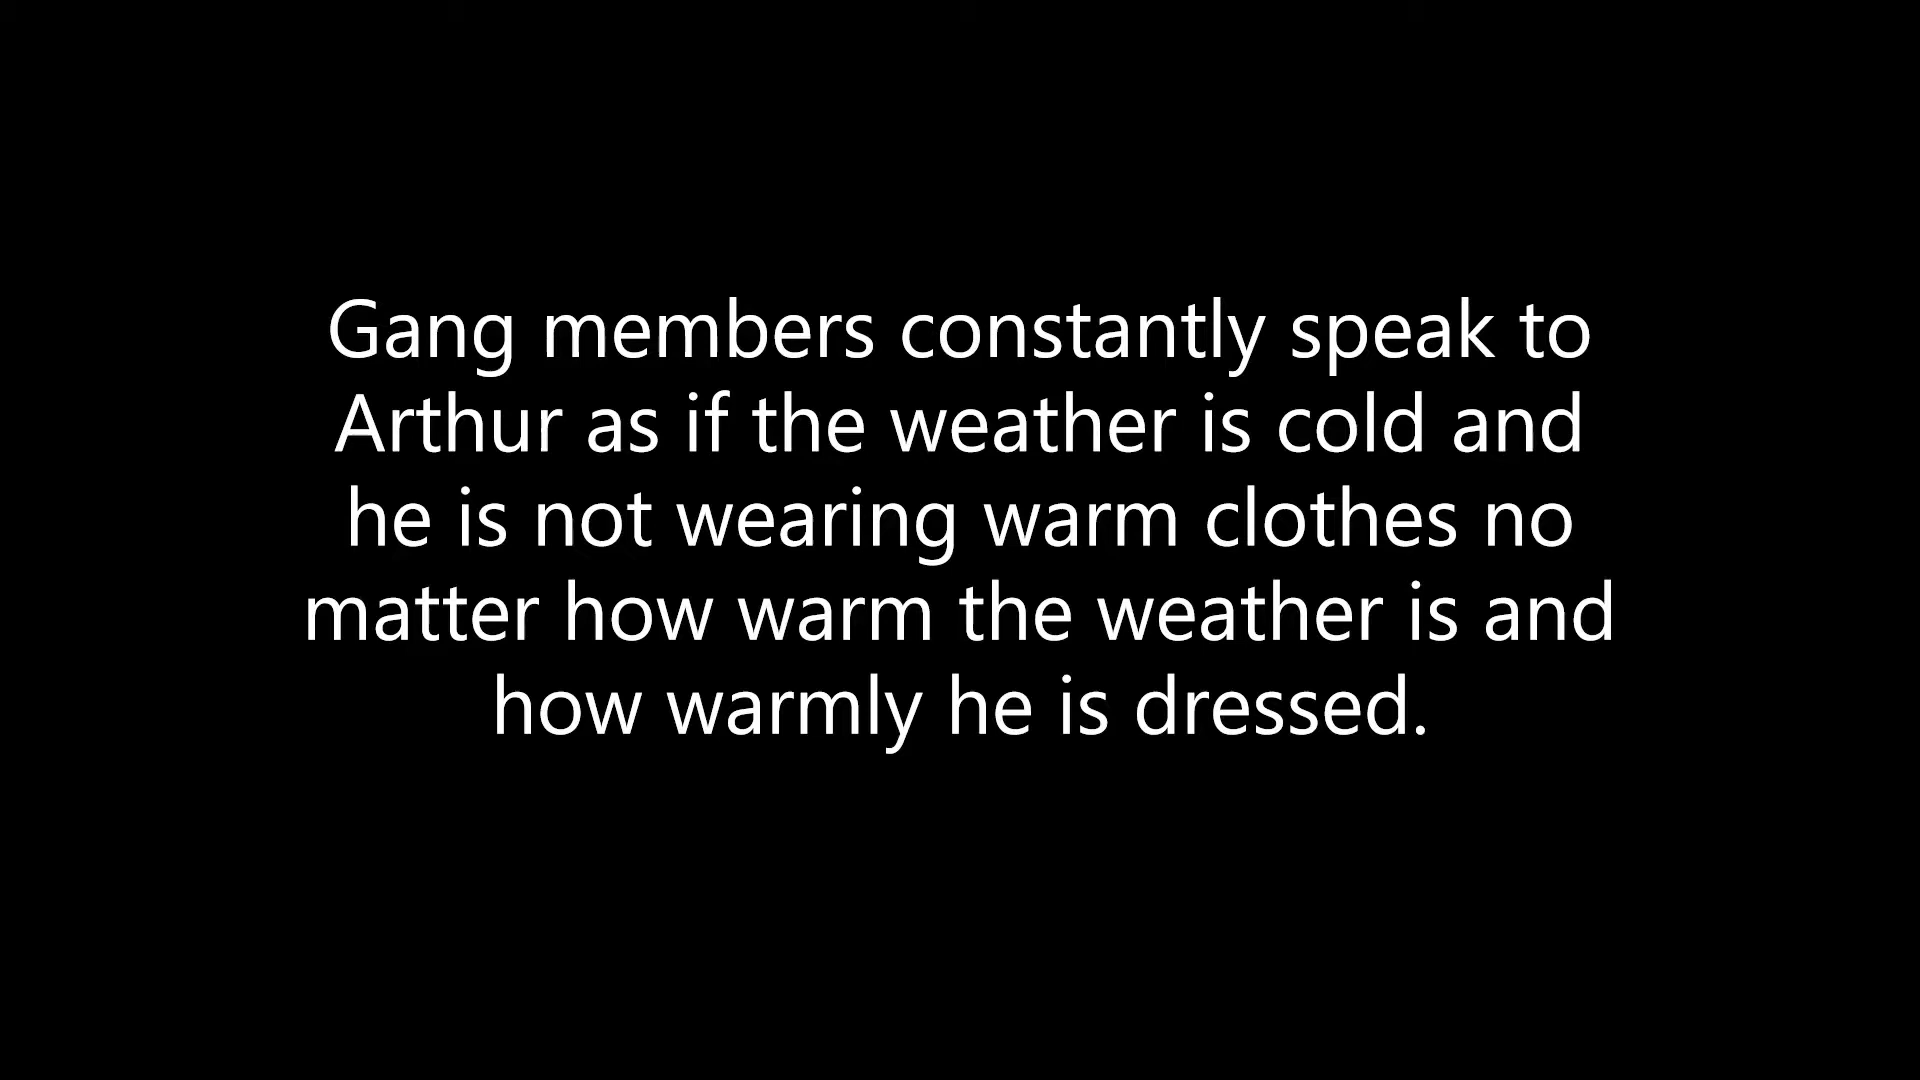 Gang members constantly speak to
Arthur as if the weather is cold and
he is not wearing warm clothes no
matter how warm the weather is and
how warmly he is dressed.